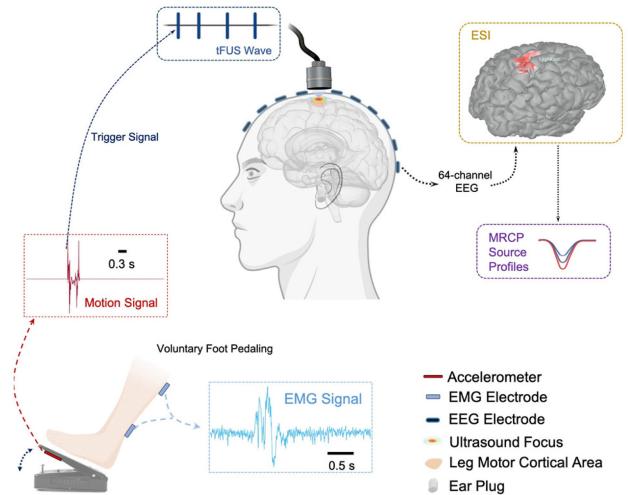 tFUS Wave
ESI
Trigger Signal
64-channel
EEG
0.3 s
Motion Signal
MRCP
Source
Profiles
Voluntary Foot Pedaling
EMG Signal
0.5 s
Accelerometer
EMG Electrode
EEG Electrode
Ultrasound Focus
Leg Motor Cortical Area
Ear Plug